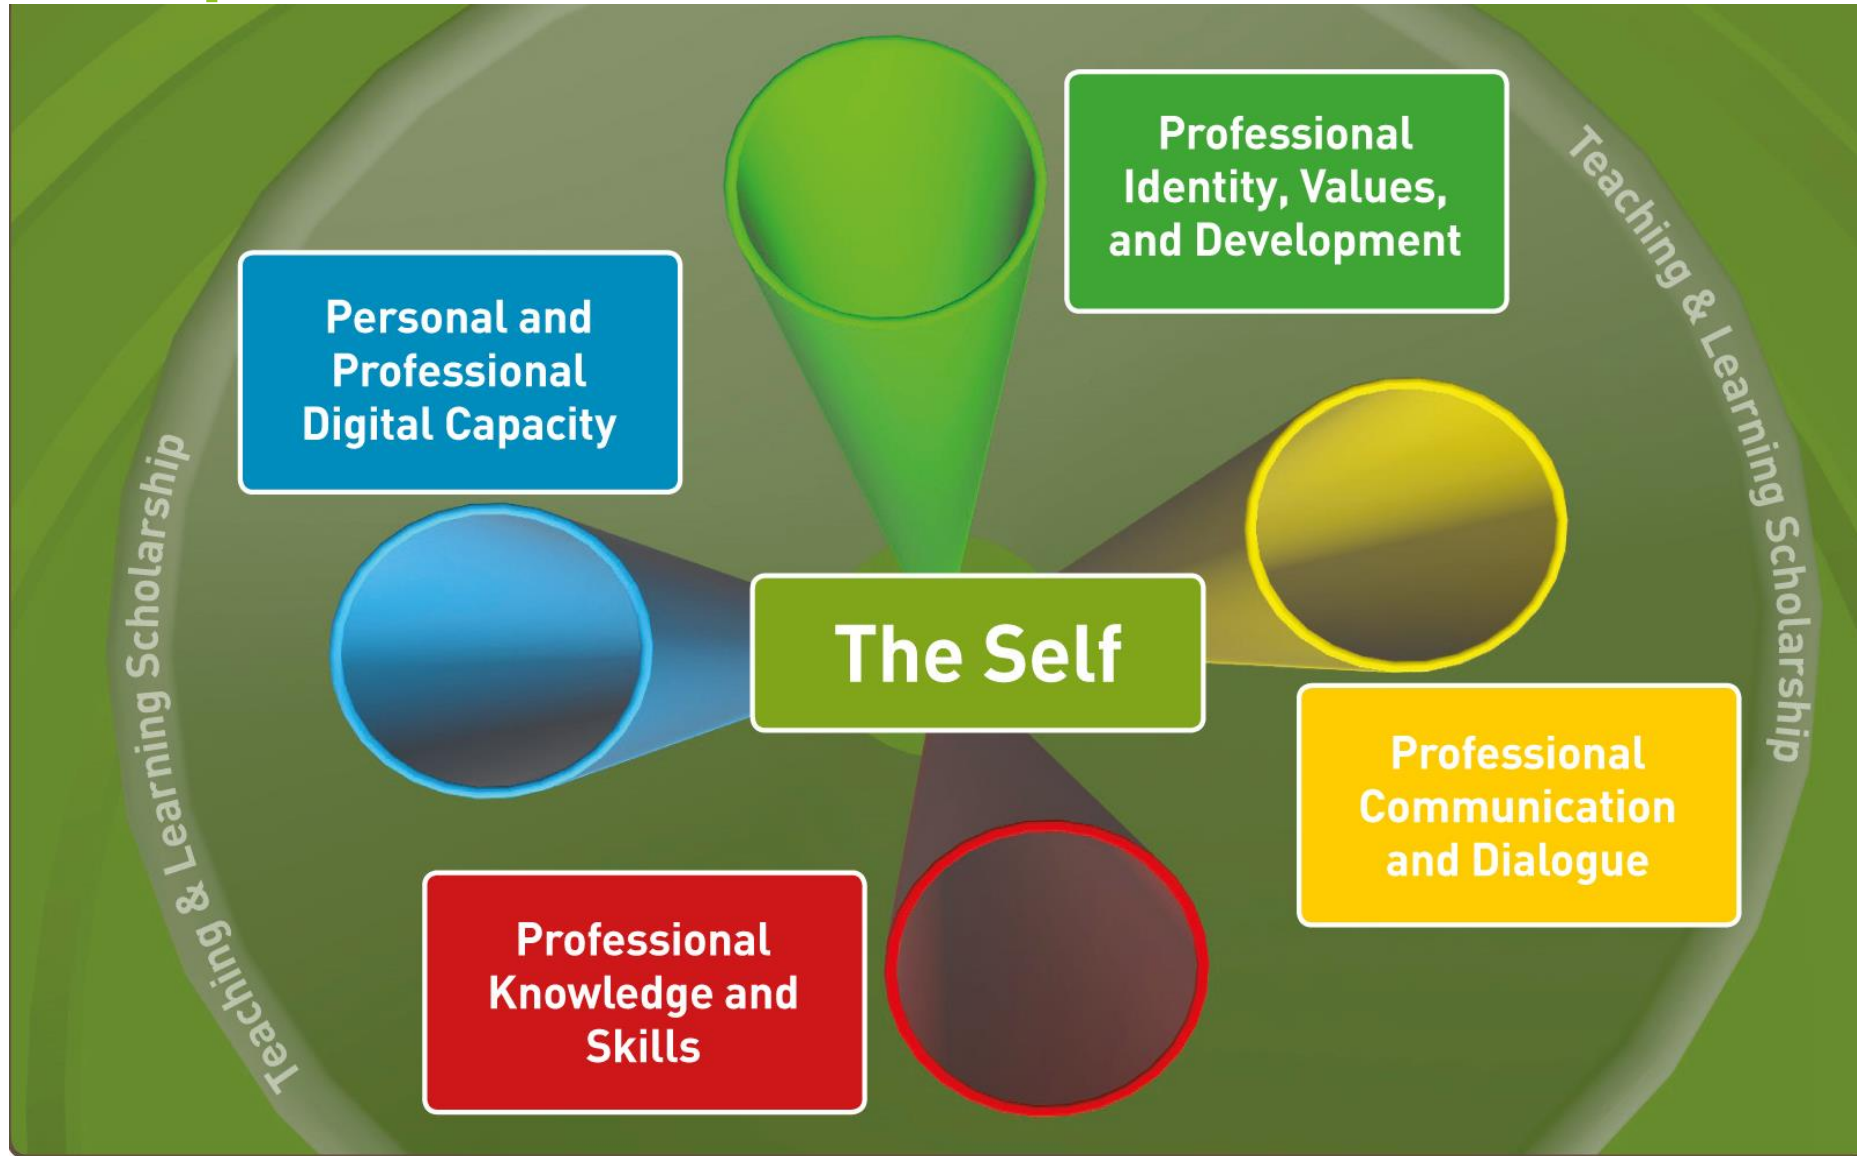 Professional
Identity, Values,
and Development
Personal and
Professional
Digital Capacity
The Self
Professional
Communication
and Dialogue
Professional
Knowledge and
Skills
Teaching & Learning Scholarship
Teaching & Learning Scholarship